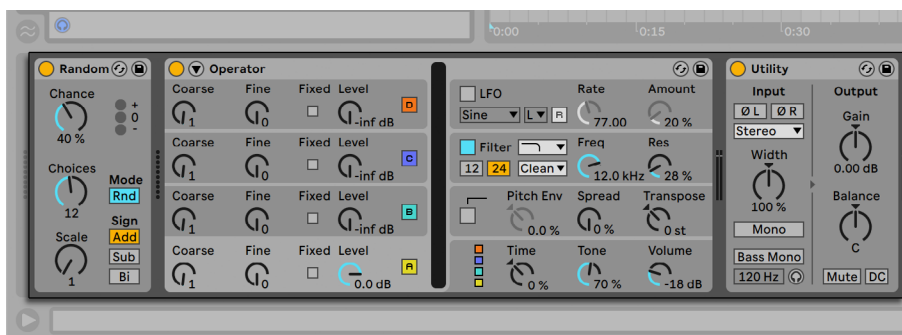 0:00 0:15 0:30
Random
Chance
40 %
+
0
-
Choices
12
Mode
Rnd
Sign
Add
Sub
Bi
Scale
1
Operator
Coarse Fine Fixed Level
1 0 -inf dB D
Coarse Fine Fixed Level
1 0 -inf dB C
Coarse Fine Fixed Level
1 0 -inf dB B
Coarse Fine Fixed Level
1 0 0.0 dB A
LFO Rate Amount
Sine L R 77.00 20 %
Filter Freq Res
12 24 Clean 12.0 kHz 28 %
Pitch Env Spread Transpose
0.0 % 0 % 0 st
Time Tone Volume
0 % 70 % -18 dB
Utility
Input
Ø L Ø R
Stereo
Width
100 %
Mono
Bass Mono
120 Hz
Output
Gain
0.00 dB
Balance
C
Mute DC